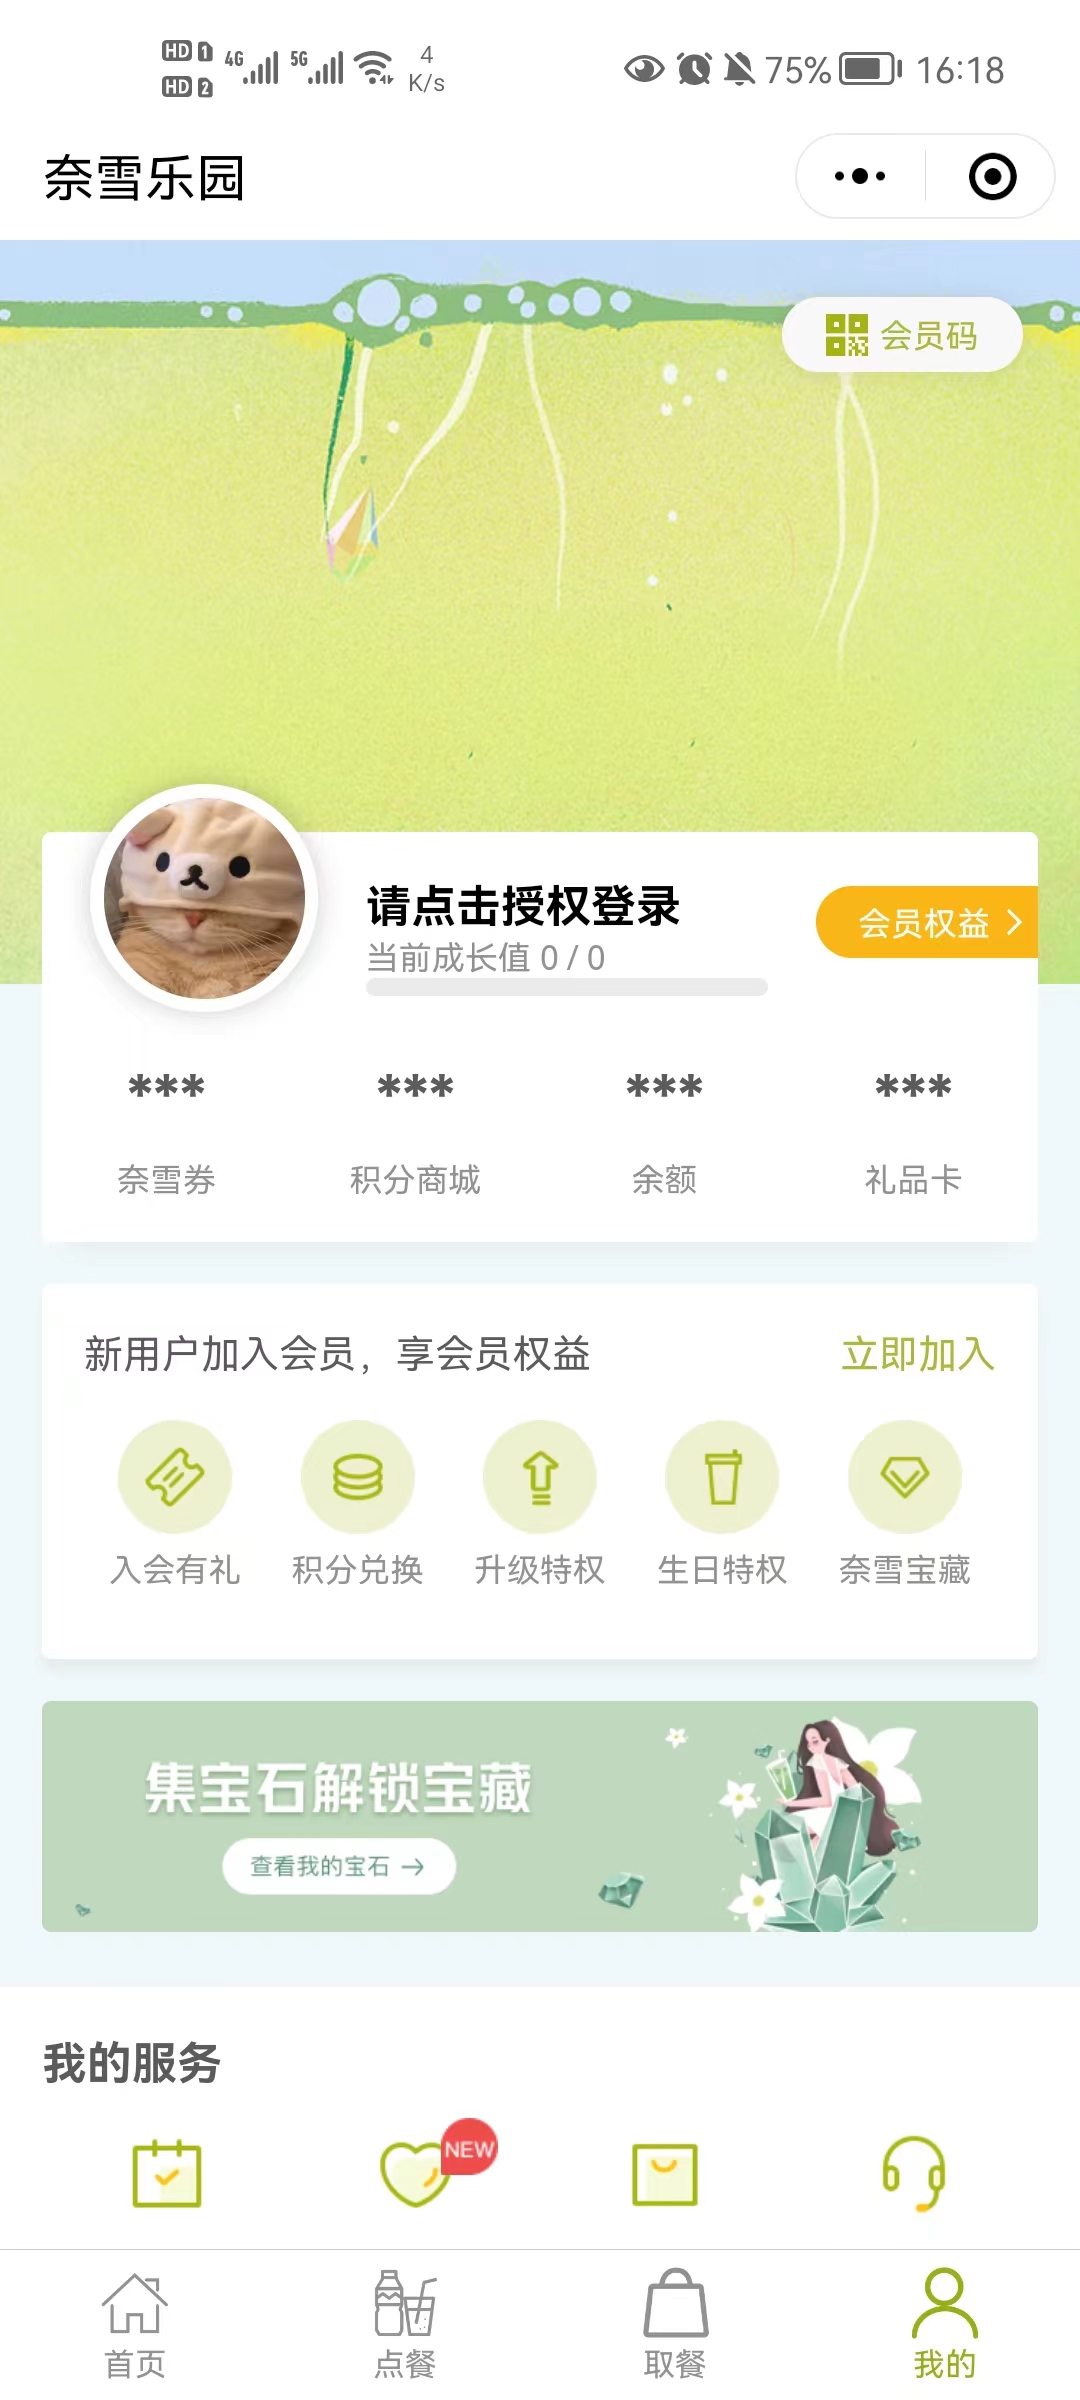 HD 1 4G 5G 4 75% 16:18
HD 2 K/s
奈雪乐园
会员码
请点击授权登录
会员权益
当前成长值 0 / 0
*** *** *** ***
奈雪券 积分商城 余额 礼品卡
新用户加入会员，享会员权益 立即加入
入会有礼 积分兑换 升级特权 生日特权 奈雪宝藏
集宝石解锁宝藏
查看我的宝石 →
我的服务
NEW
首页 点餐 取餐 我的